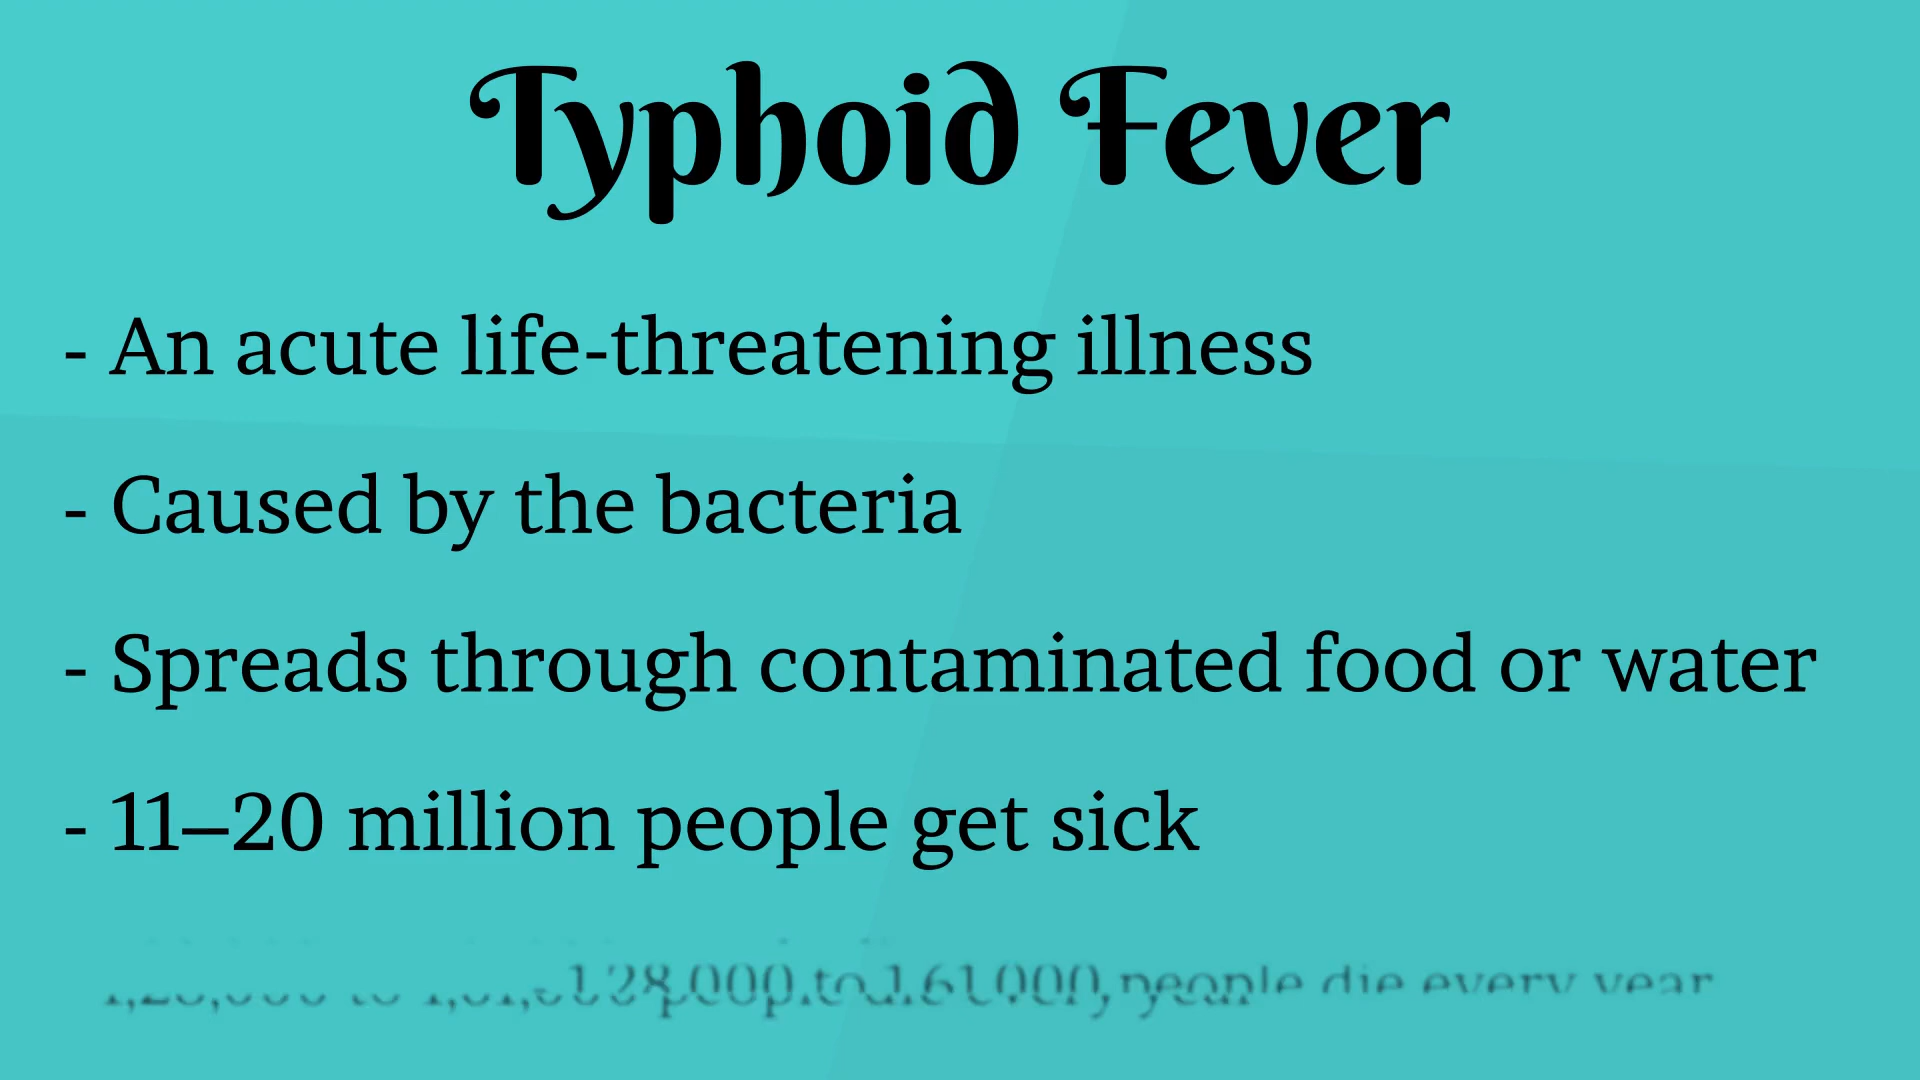 Typhoid Fever
- An acute life-threatening illness
- Caused by the bacteria
- Spreads through contaminated food or water
- 11–20 million people get sick
people die every year